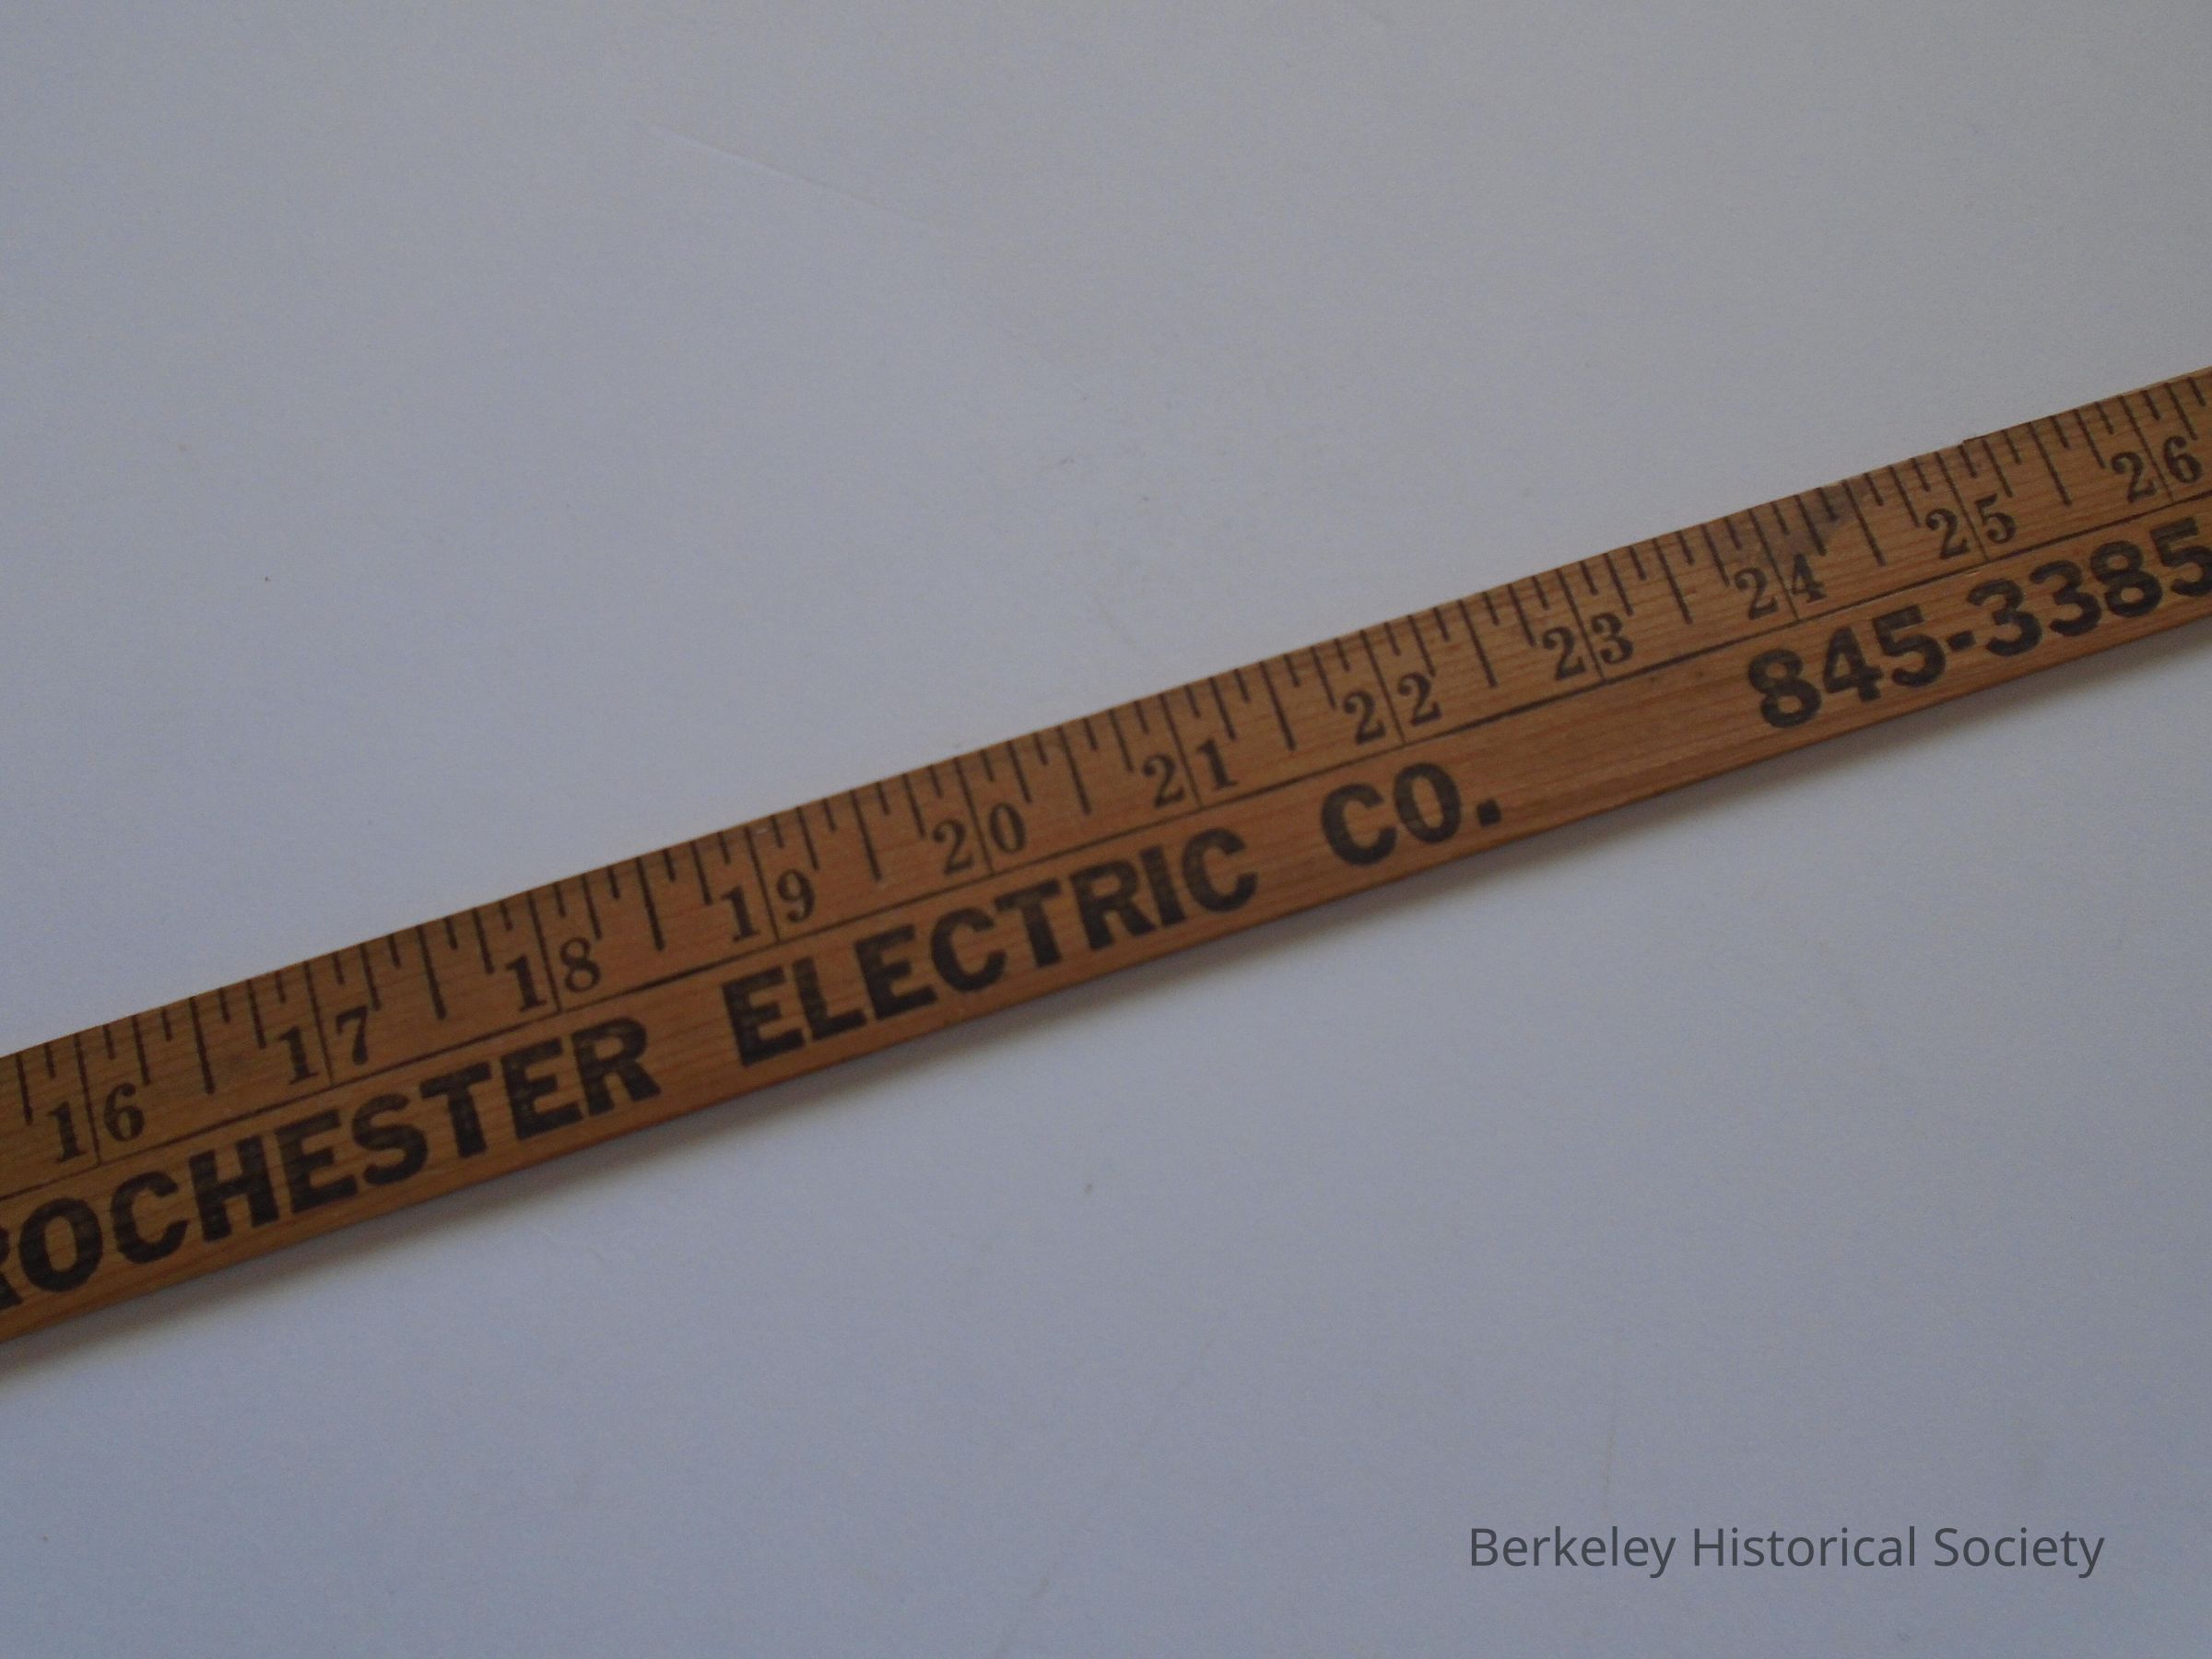 16 17 18 19 20 21 22 23 24 25 26
ROCHESTER ELECTRIC CO. 845-3385
Berkeley Historical Society